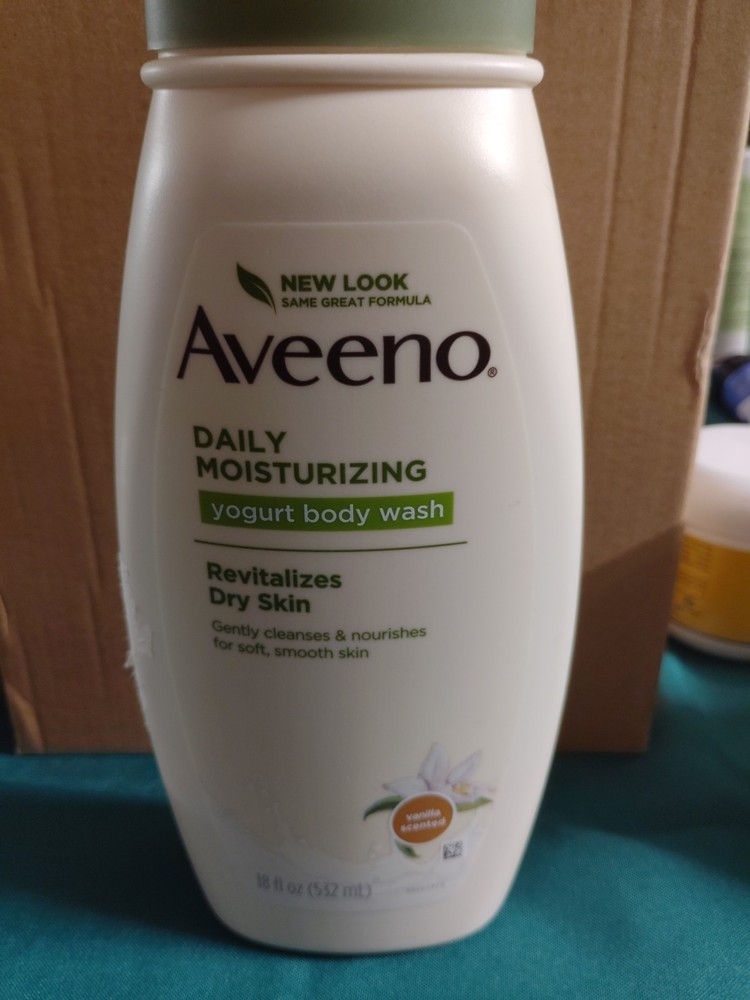 NEW LOOK
SAME GREAT FORMULA
Aveeno®
DAILY
MOISTURIZING
yogurt body wash
Revitalizes
Dry Skin
Gently cleanses & nourishes
for soft, smooth skin
vanilla
scented
18 fl oz (532 mL)